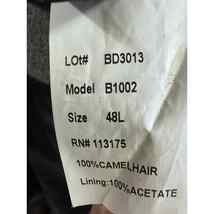 LOt# BD3013
Model B1002
Size 48L
RN# 113175
100%CAMELHAIR
Lining:100%ACETATE